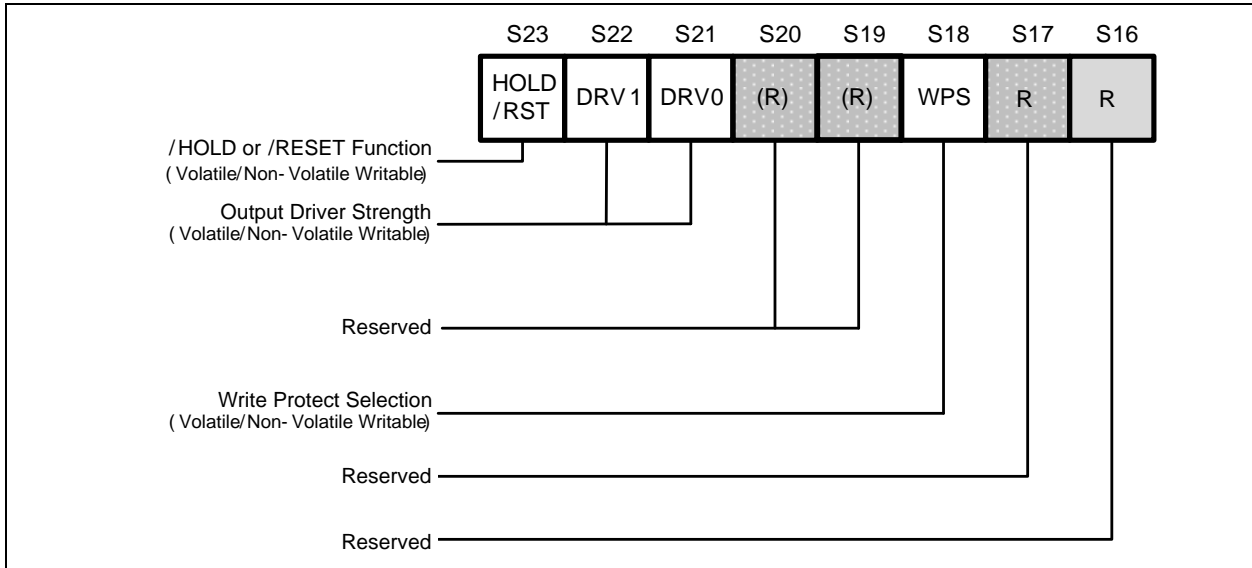 S23 S22 S21 S20 S19 S18 S17 S16
HOLD
/RST
DRV1 DRV0 (R) (R) WPS R R
/HOLD or /RESET Function
(Volatile/Non-Volatile Writable)
Output Driver Strength
(Volatile/Non-Volatile Writable)
Reserved
Write Protect Selection
(Volatile/Non-Volatile Writable)
Reserved
Reserved